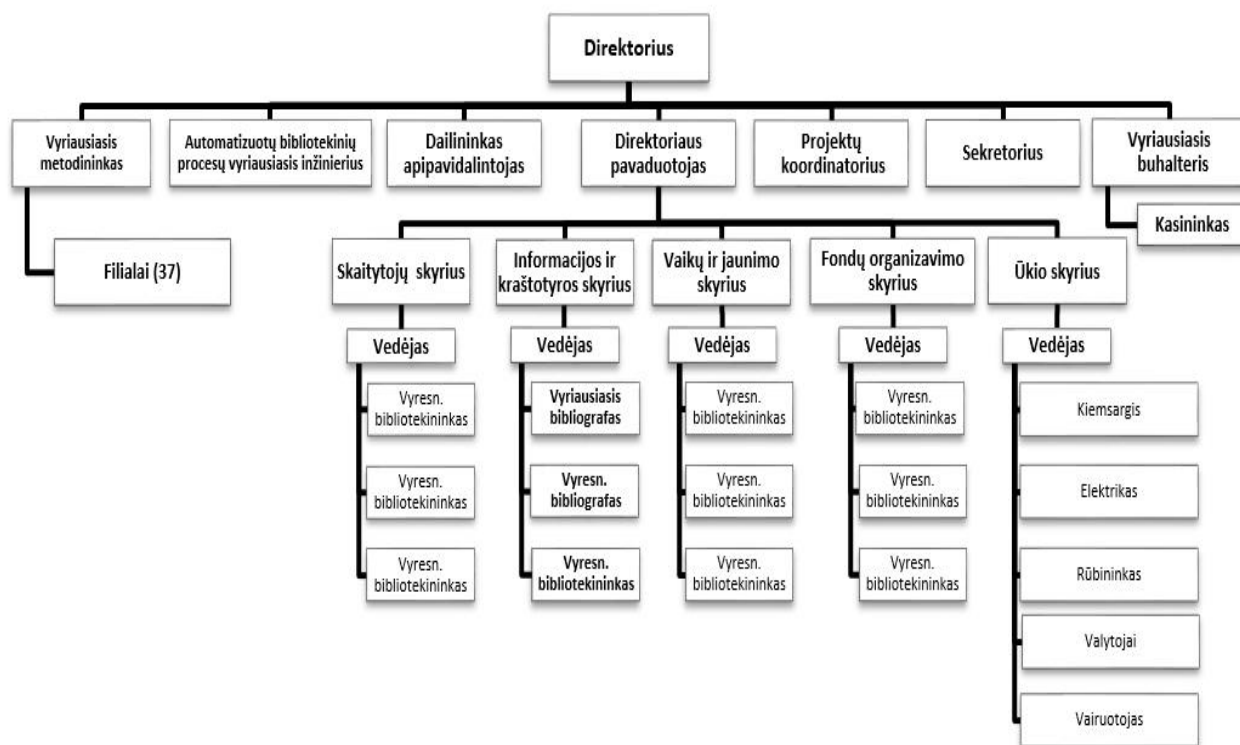 Direktorius
Vyriausiasis
metodininkas
Automatizuotų bibliotekinių
procesų vyriausiasis inžinierius
Dailininkas
apipavidalintojas
Direktoriaus
pavaduotojas
Projektų
koordinatorius
Sekretorius
Vyriausiasis
buhalteris
Kasininkas
Filialai (37)
Skaitytojų skyrius
Informacijos ir
kraštotyros skyrius
Vaikų ir jaunimo
skyrius
Fondų organizavimo
skyrius
Ūkio skyrius
Vedėjas
Vedėjas
Vedėjas
Vedėjas
Vedėjas
Vyresn.
bibliotekininkas
Vyresn.
bibliotekininkas
Vyresn.
bibliotekininkas
Vyriausiasis
bibliografas
Vyresn.
bibliografas
Vyresn.
bibliotekininkas
Vyresn.
bibliotekininkas
Vyresn.
bibliotekininkas
Vyresn.
bibliotekininkas
Vyresn.
bibliotekininkas
Vyresn.
bibliotekininkas
Vyresn.
bibliotekininkas
Kiemsargis
Elektrikas
Rūbininkas
Valytojai
Vairuotojas